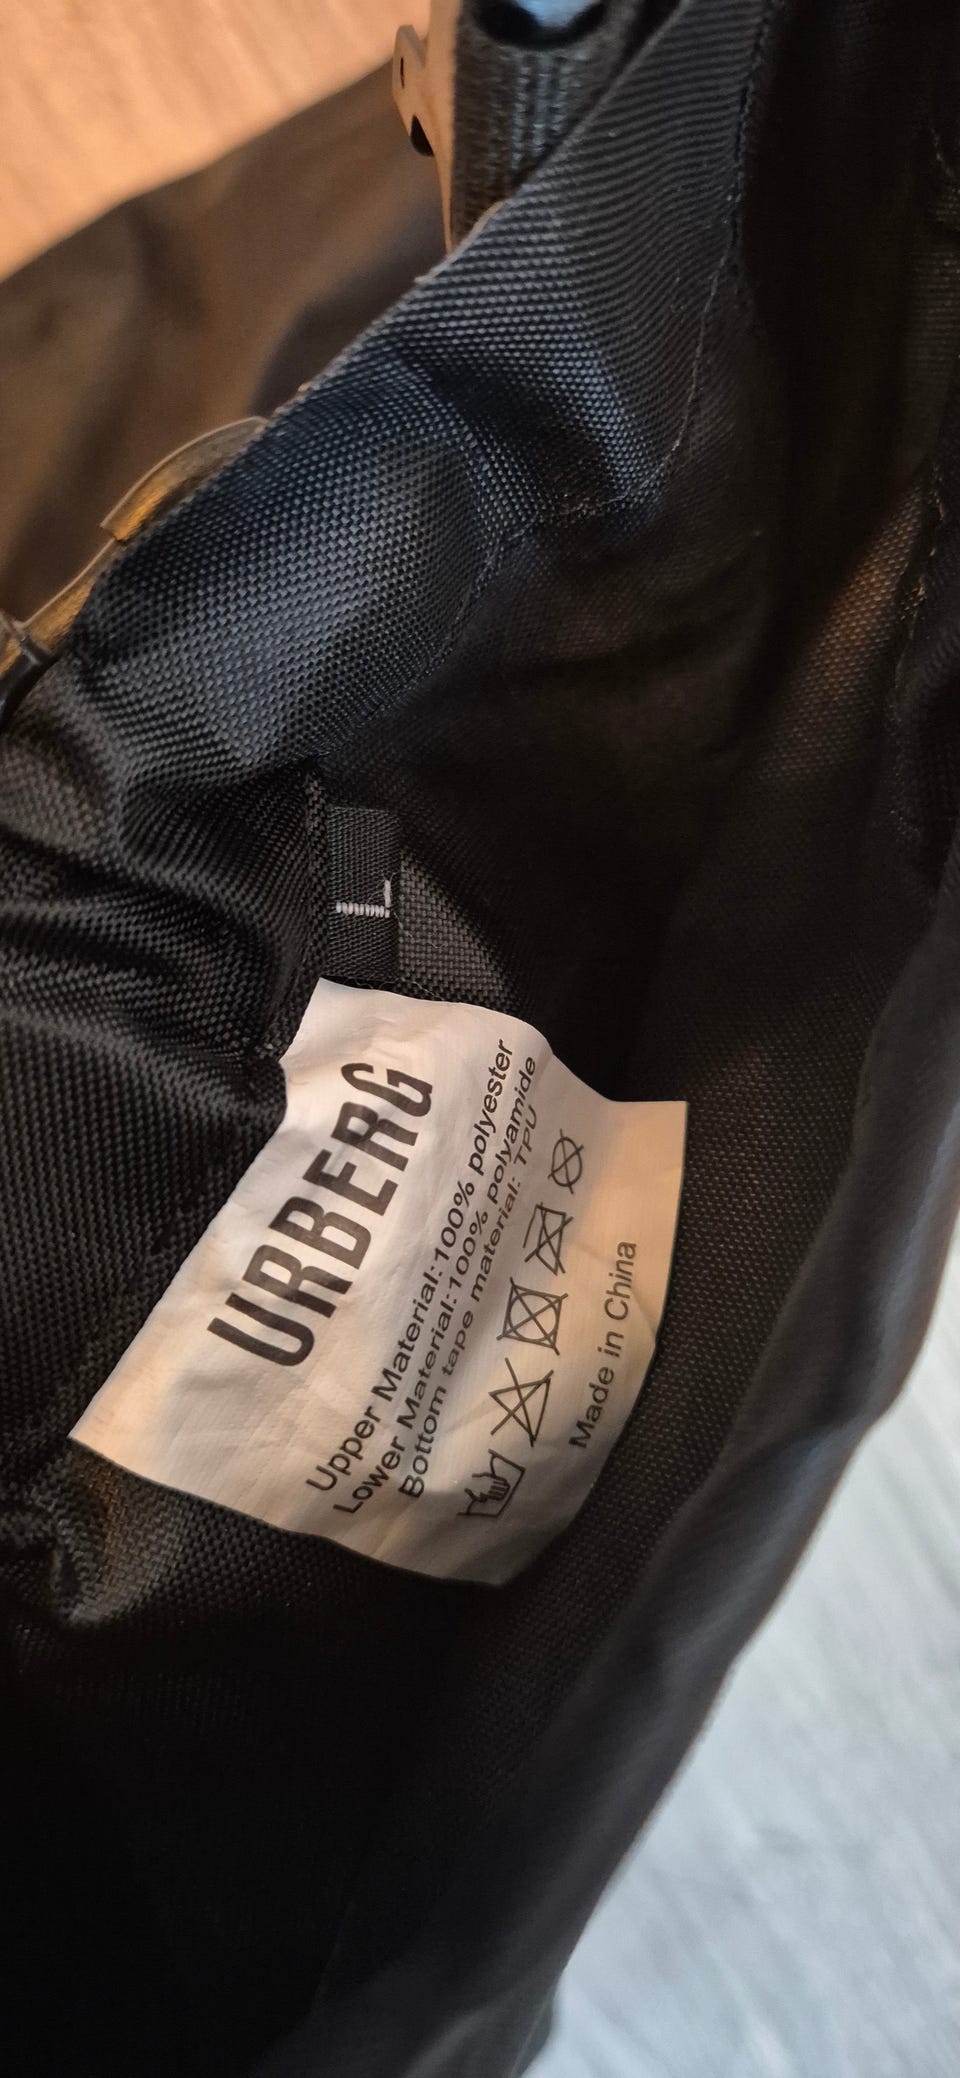 L
URBERG
Upper Material:100% polyester
Lower Material:100% polyamide
Bottom tape material: TPU
Made in China